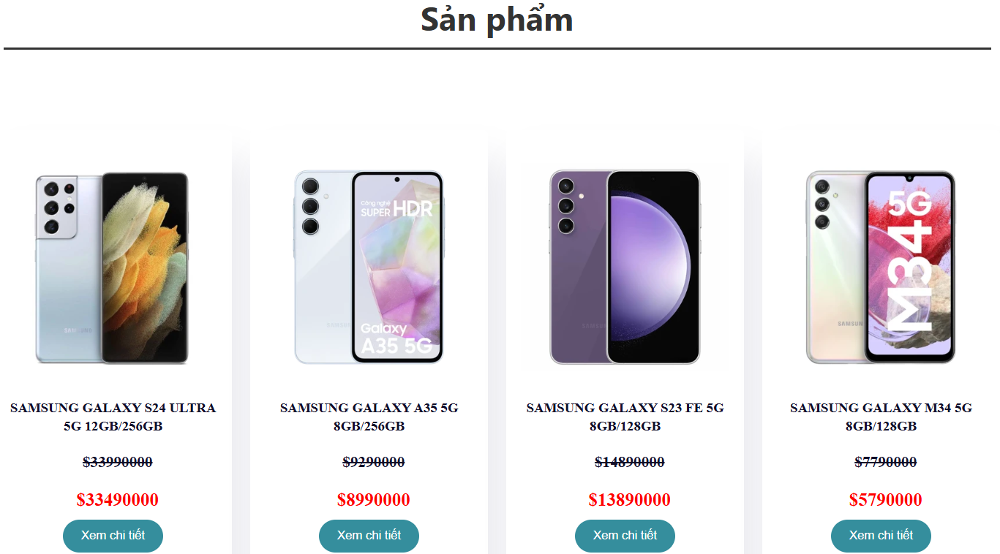 Sản phẩm
Công nghệ
SUPER HDR
Galaxy
A35 5G
5G
M34
SAMSUNG
SAMSUNG
SAMSUNG
SAMSUNG
SAMSUNG GALAXY S24 ULTRA
5G 12GB/256GB
$33990000
$33490000
Xem chi tiết
SAMSUNG GALAXY A35 5G
8GB/256GB
$9290000
$8990000
Xem chi tiết
SAMSUNG GALAXY S23 FE 5G
8GB/128GB
$14890000
$13890000
Xem chi tiết
SAMSUNG GALAXY M34 5G
8GB/128GB
$7790000
$5790000
Xem chi tiết